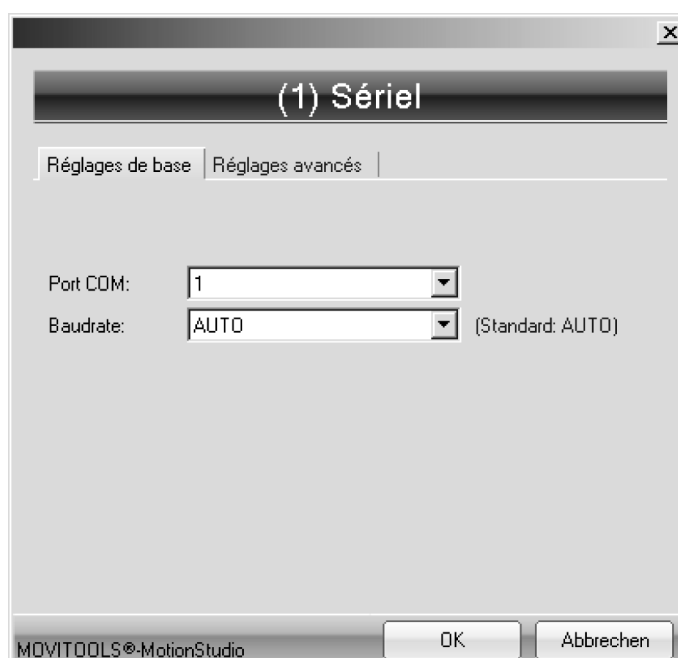 (1) Sériel
Réglages de base Réglages avancés
Port COM: 1
Baudrate: AUTO (Standard: AUTO)
MOVITOOLS®-MotionStudio OK Abbrechen